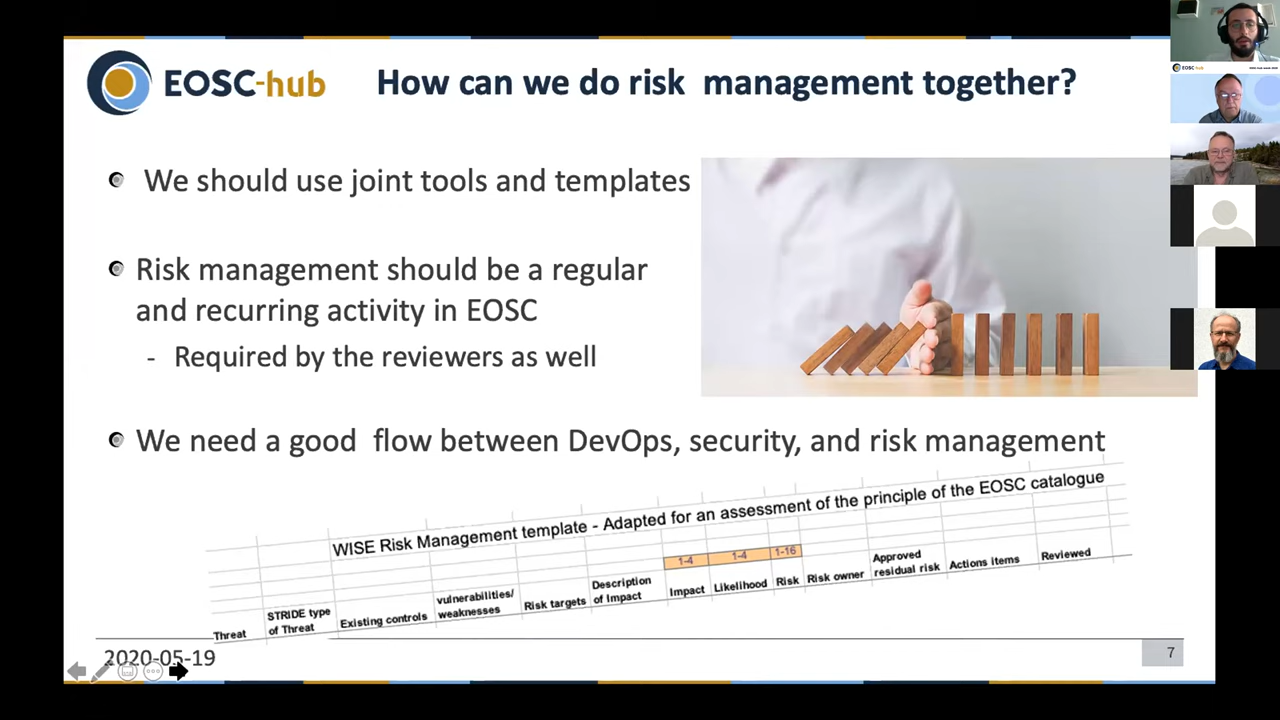 EOSC-hub
How can we do risk management together?
We should use joint tools and templates
Risk management should be a regular
and recurring activity in EOSC
- Required by the reviewers as well
We need a good flow between DevOps, security, and risk management
WISE Risk Management template - Adapted for an assessment of the principle of the EOSC catalogue
1-4 1-4 1-16
Threat
STRIDE type
of Threat
Existing controls
vulnerabilities/
weaknesses
Risk targets
Description
of Impact
Impact
Likelihood
Risk
Risk owner
Approved
residual risk
Actions items
Reviewed
2020-05-19
7
EOSC-hub